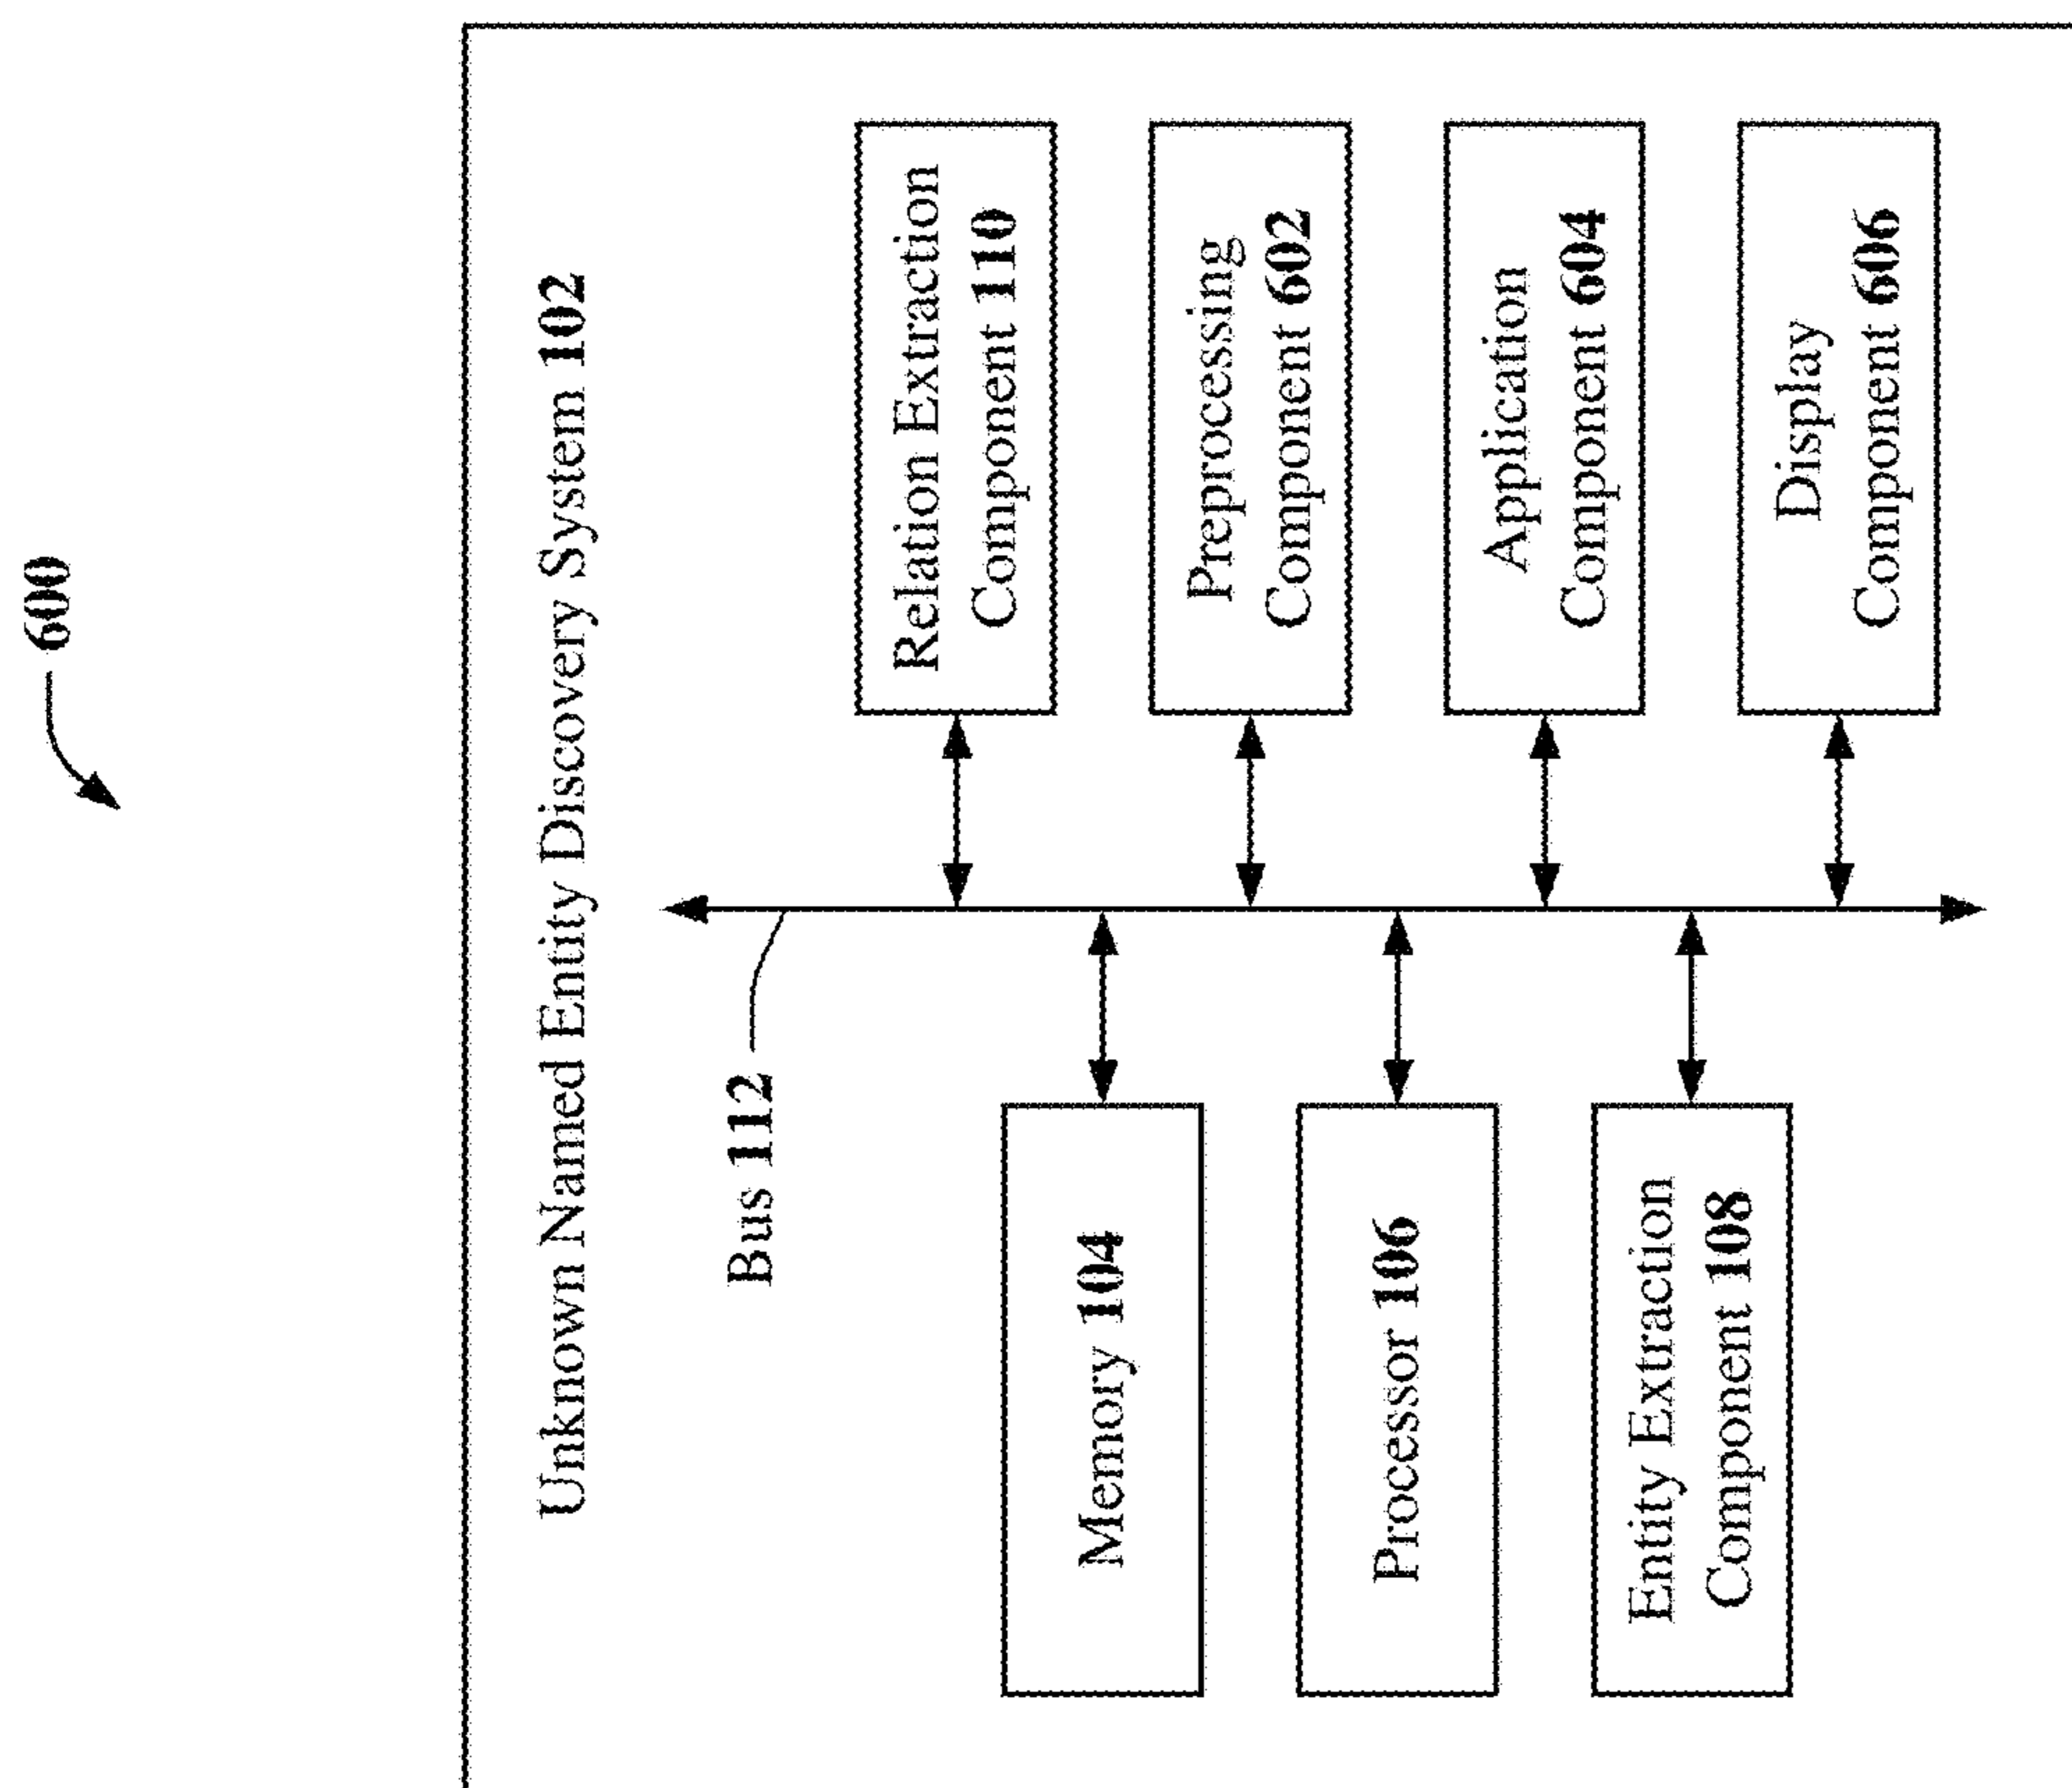 600
Unknown Named Entity Discovery System 102
Bus 112
Memory 104
Processor 106
Entity Extraction
Component 108
Relation Extraction
Component 110
Preprocessing
Component 602
Application
Component 604
Display
Component 606